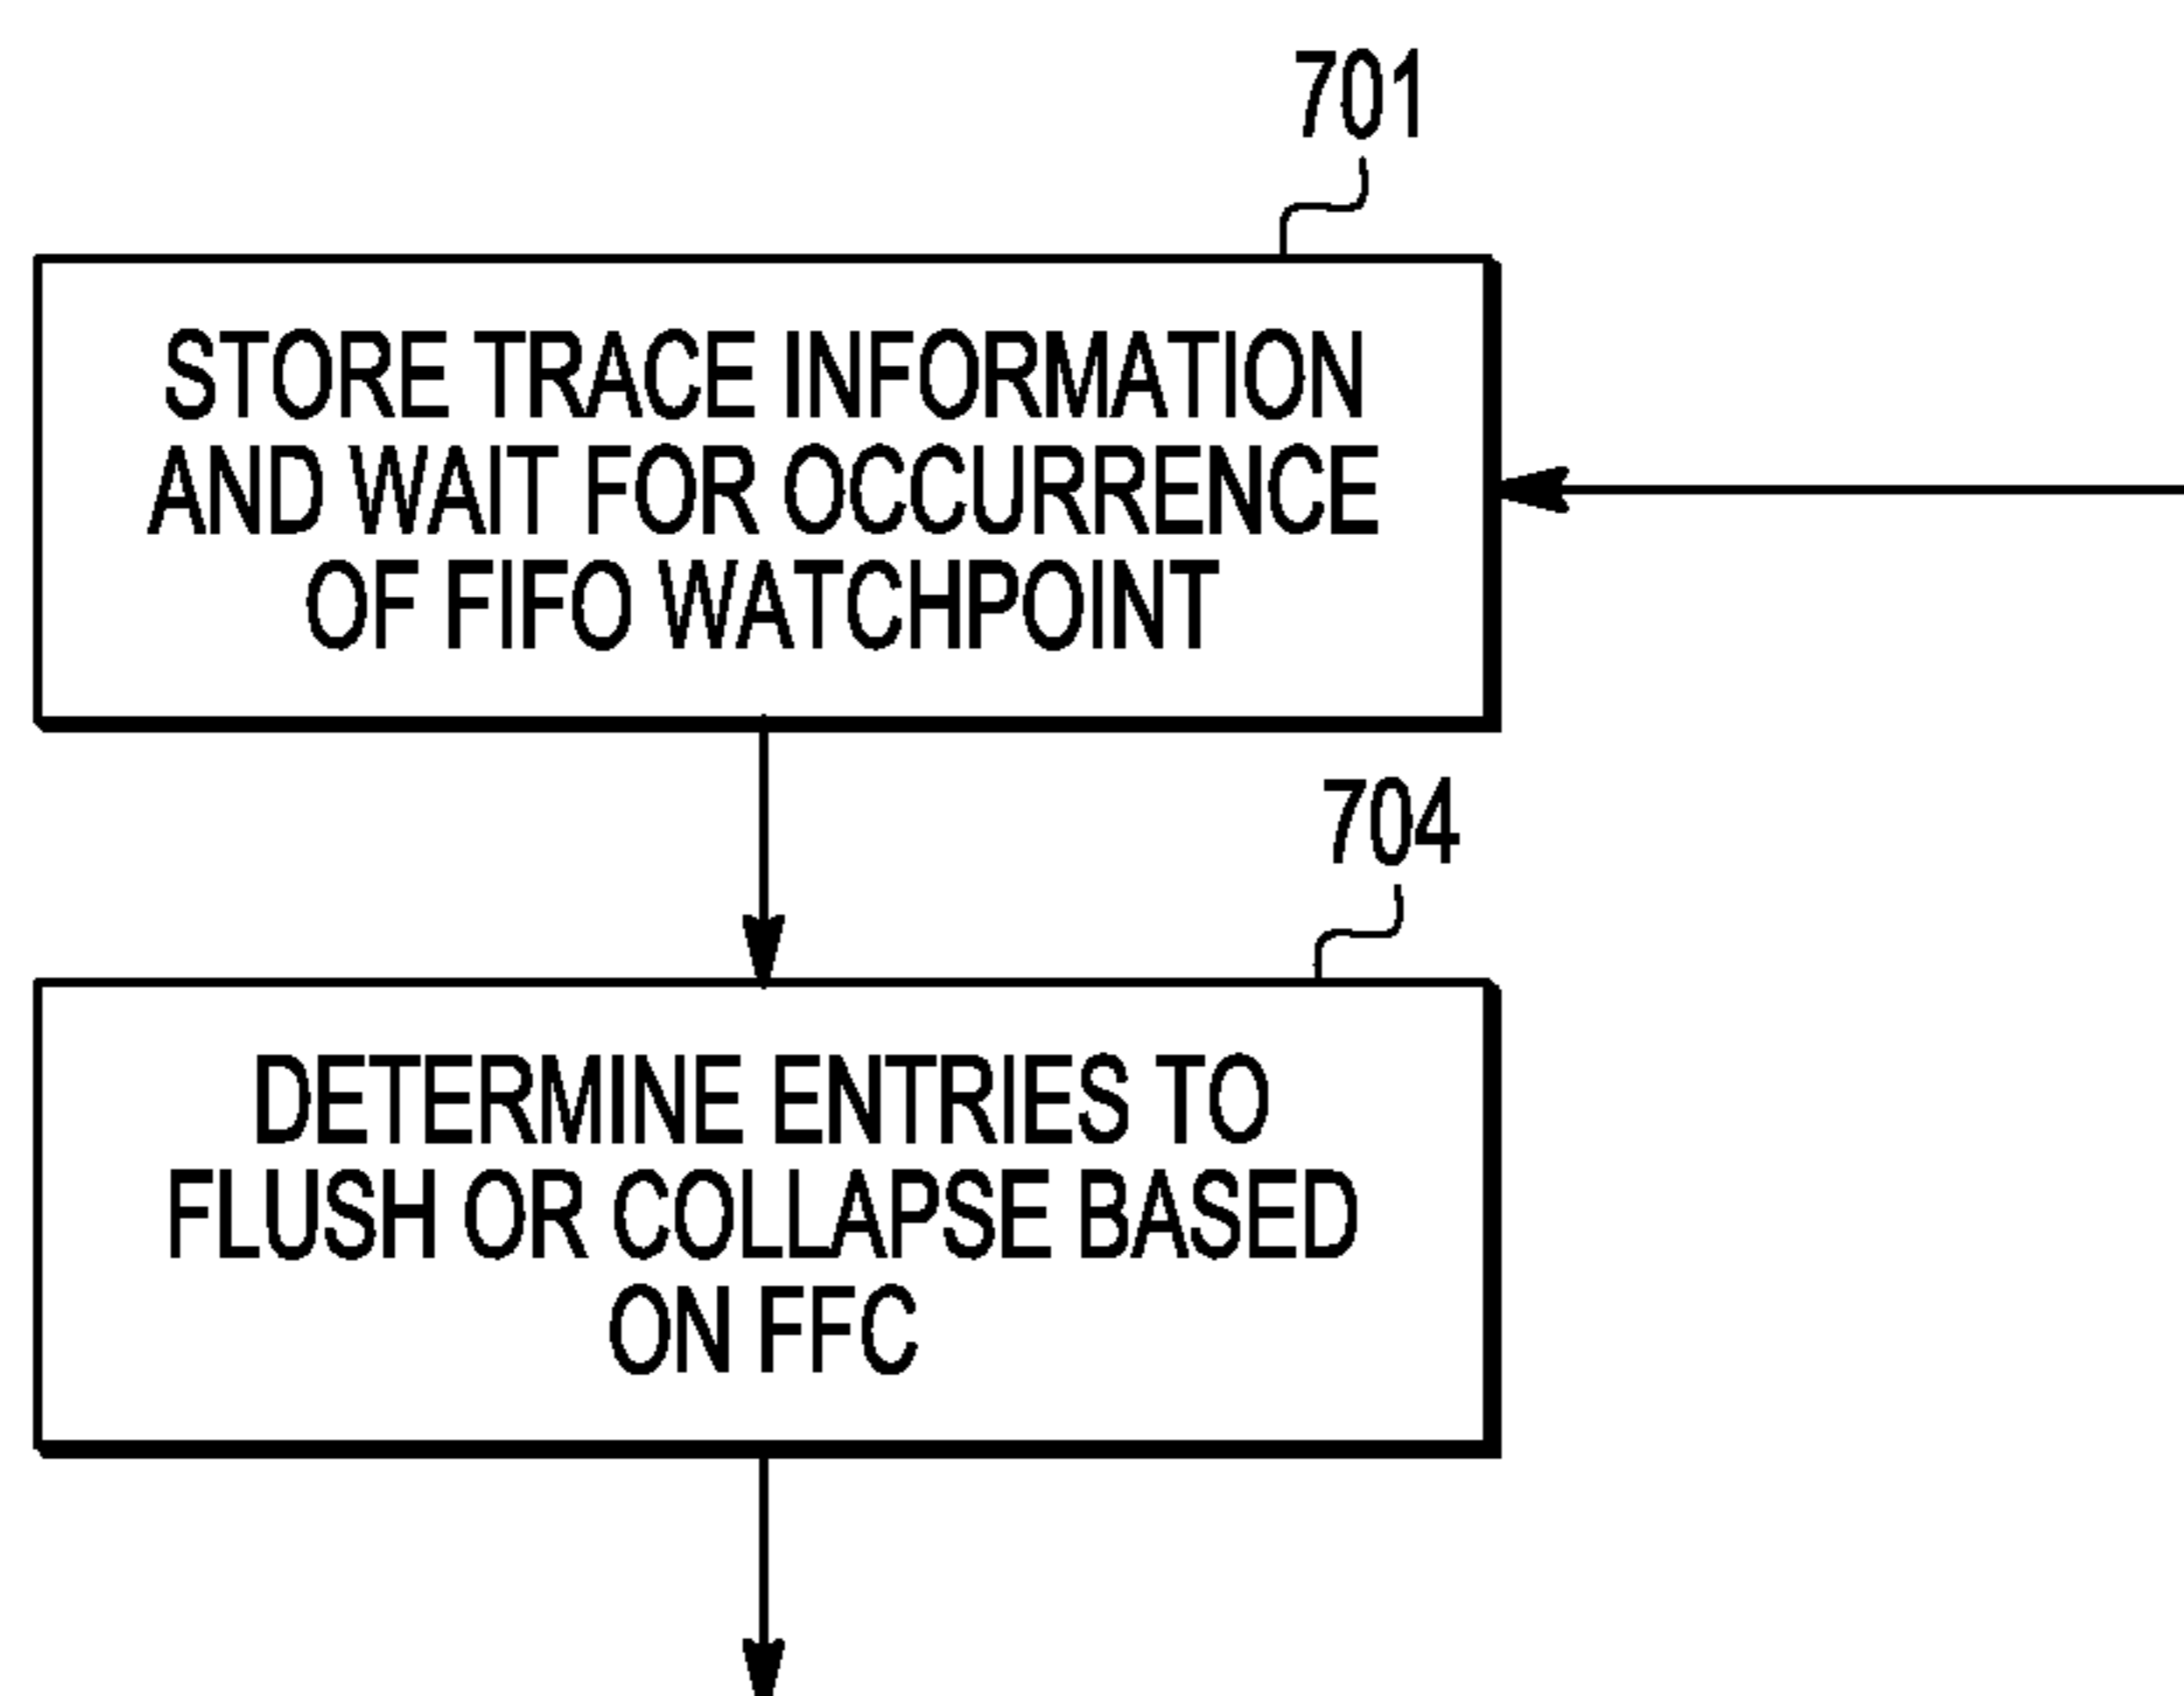 701
STORE TRACE INFORMATION
AND WAIT FOR OCCURRENCE
OF FIFO WATCHPOINT
704
DETERMINE ENTRIES TO
FLUSH OR COLLAPSE BASED
ON FFC